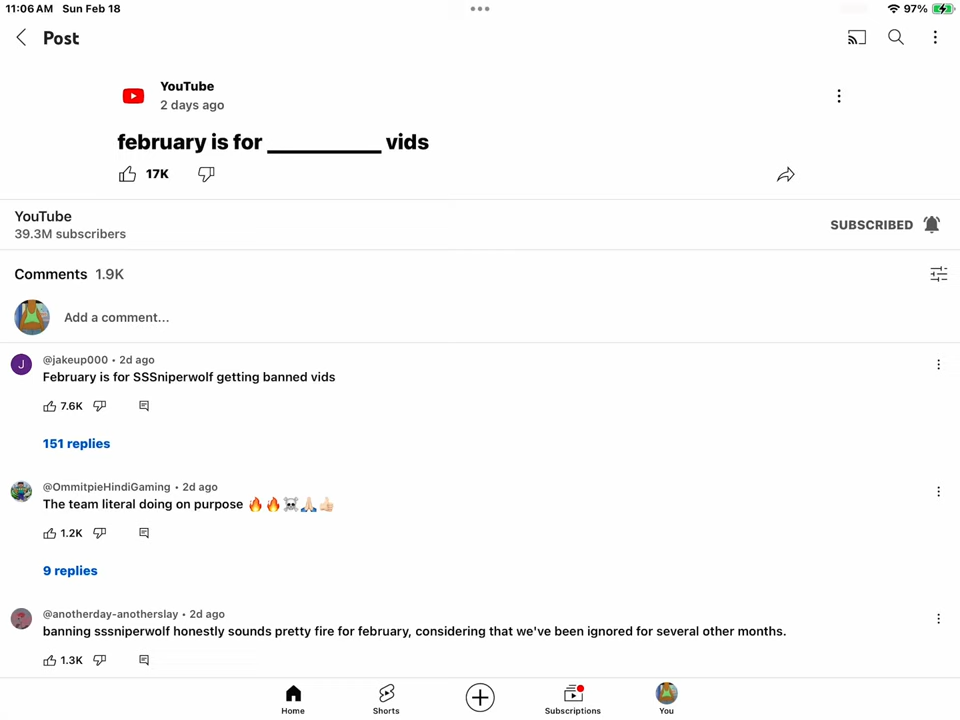 11:06 AM Sun Feb 18
97%
Post
YouTube
2 days ago
february is for __________ vids
17K
YouTube
39.3M subscribers
SUBSCRIBED
Comments 1.9K
Add a comment...
J
@jakeup000 • 2d ago
February is for SSSniperwolf getting banned vids
7.6K
151 replies
@OmmitpieHindiGaming • 2d ago
The team literal doing on purpose 🔥🔥☠️🙏🏻👍🏻
1.2K
9 replies
@anotherday-anotherslay • 2d ago
banning sssniperwolf honestly sounds pretty fire for february, considering that we've been ignored for several other months.
1.3K
Home
Shorts
Subscriptions
You